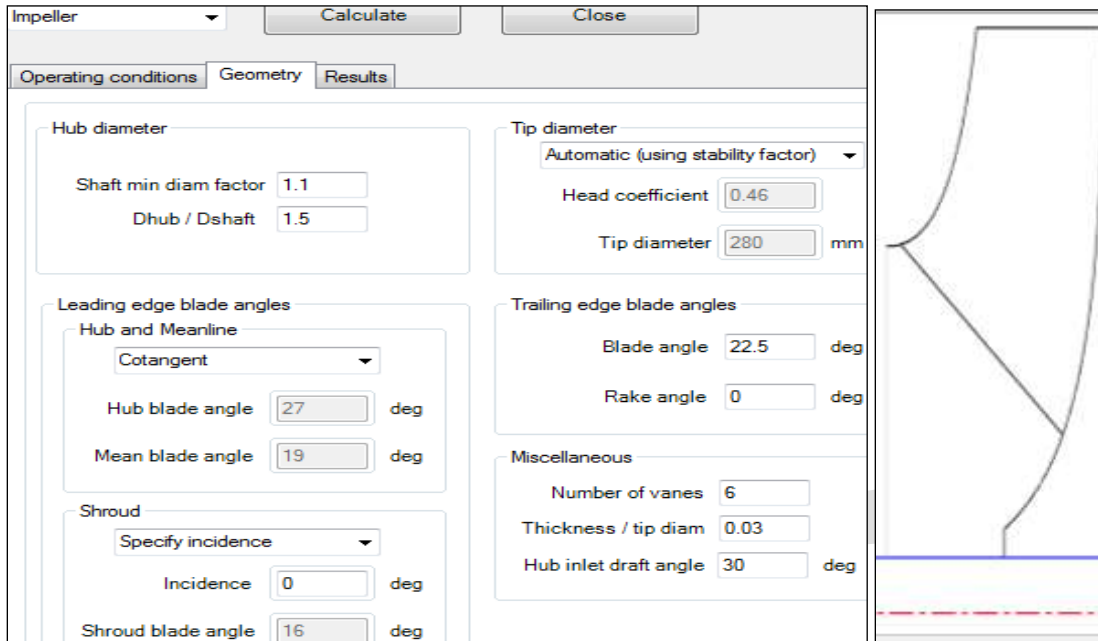 Impeller
Calculate
Close
Operating conditions
Geometry
Results
Hub diameter
Shaft min diam factor 1.1
Dhub / Dshaft 1.5
Tip diameter
Automatic (using stability factor)
Head coefficient 0.46
Tip diameter 280 mm
Leading edge blade angles
Hub and Meanline
Cotangent
Hub blade angle 27 deg
Mean blade angle 19 deg
Shroud
Specify incidence
Incidence 0 deg
Shroud blade angle 16 deg
Trailing edge blade angles
Blade angle 22.5 deg
Rake angle 0 deg
Miscellaneous
Number of vanes 6
Thickness / tip diam 0.03
Hub inlet draft angle 30 deg